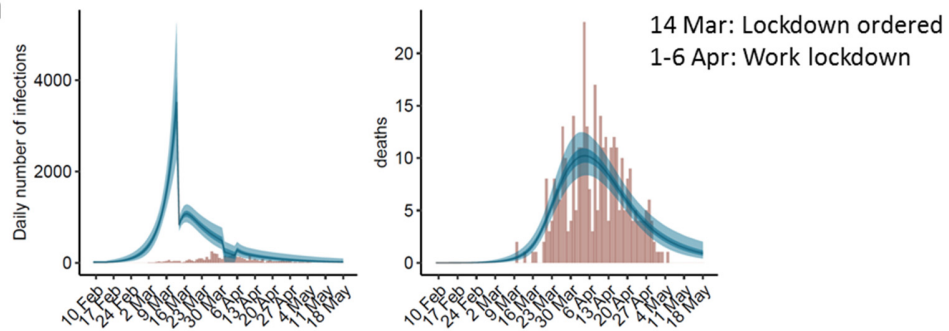 14 Mar: Lockdown ordered
1-6 Apr: Work lockdown
Daily number of infections
4000
2000
0
10 Feb
17 Feb
24 Feb
2 Mar
9 Mar
16 Mar
23 Mar
30 Mar
6 Apr
13 Apr
20 Apr
27 Apr
4 May
11 May
18 May
deaths
20
15
10
5
0
10 Feb
17 Feb
24 Feb
2 Mar
9 Mar
16 Mar
23 Mar
30 Mar
6 Apr
13 Apr
20 Apr
27 Apr
4 May
11 May
18 May